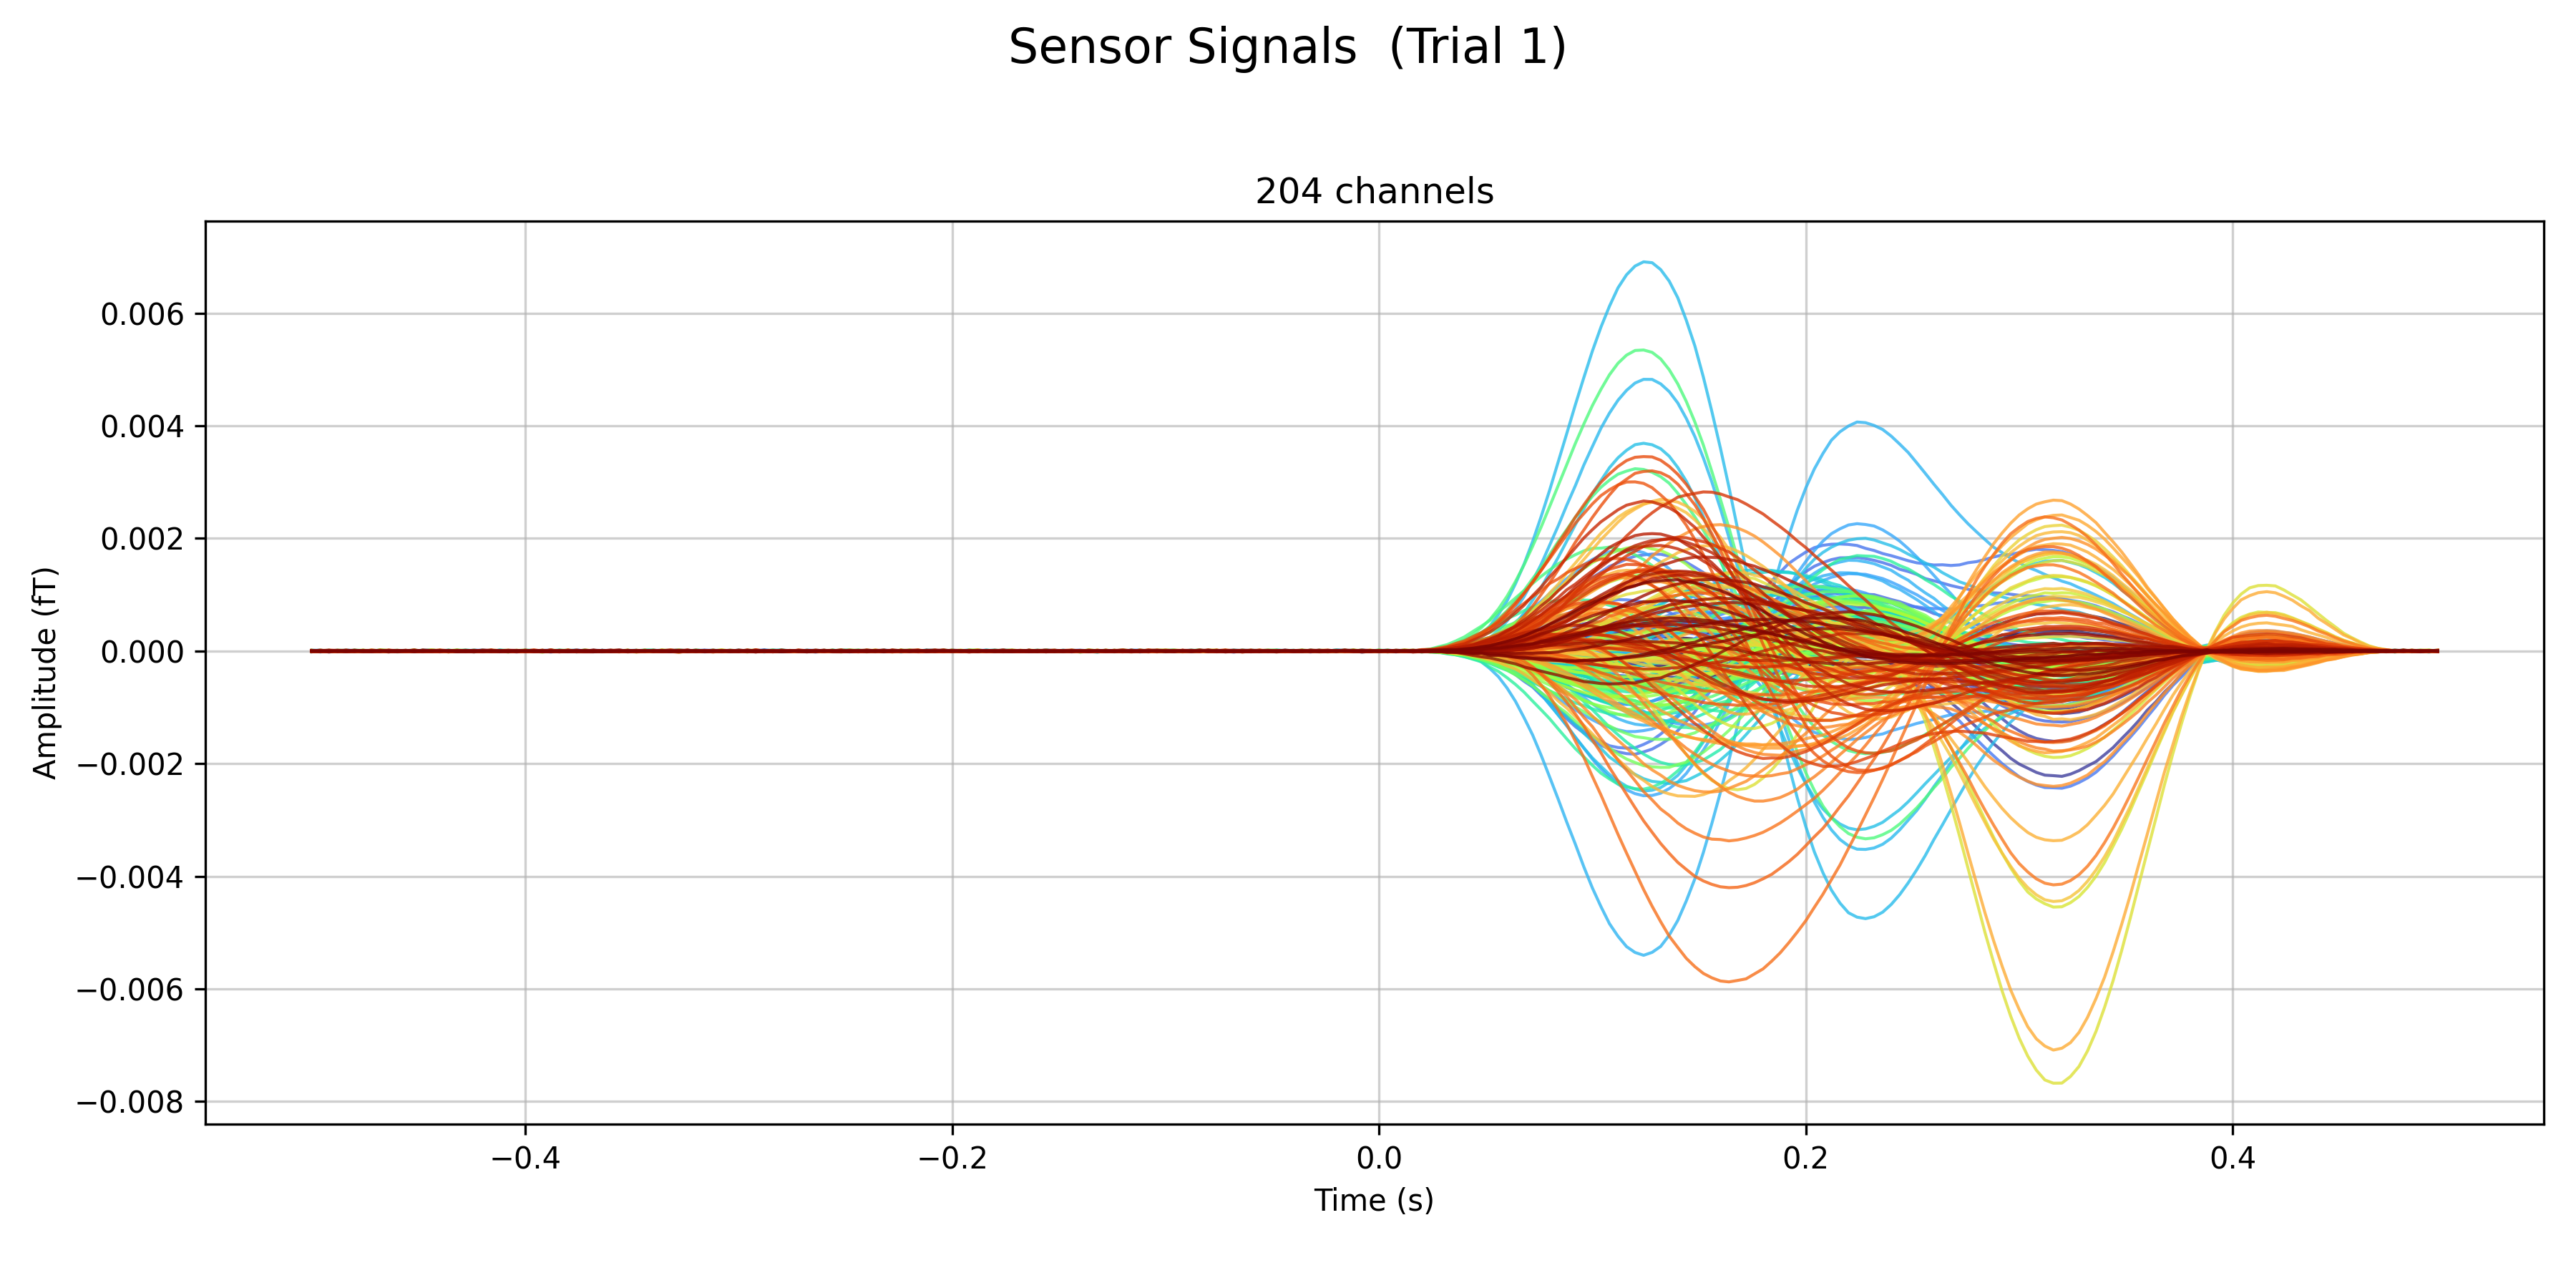 Sensor Signals  (Trial 1)
204 channels
0.006
0.004
0.002
0.000
−0.002
−0.004
−0.006
−0.008
Amplitude (fT)
−0.4 −0.2 0.0 0.2 0.4
Time (s)